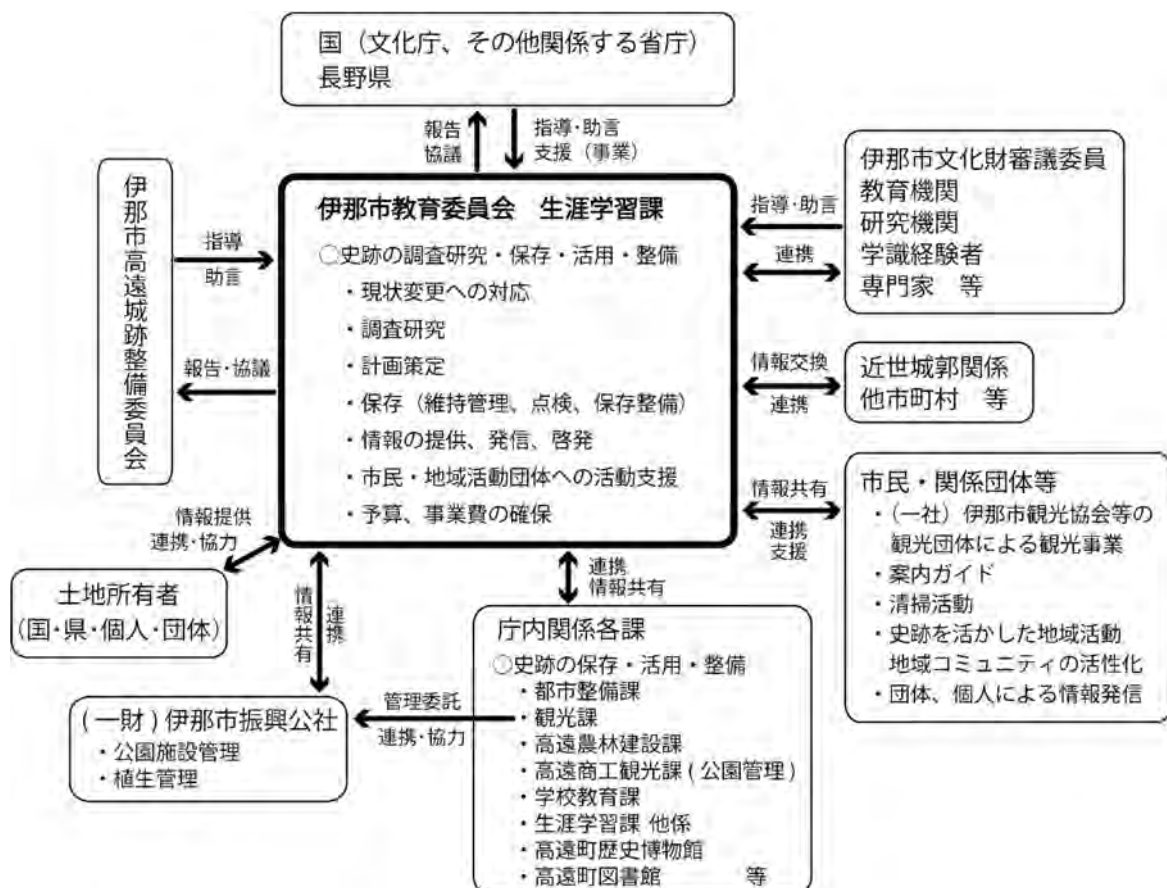 国（文化庁、その他関係する省庁）
長野県
報告
協議
指導・助言
支援（事業）
伊那市高遠城跡整備委員会
指導
助言
報告・協議
伊那市教育委員会　生涯学習課
○史跡の調査研究・保存・活用・整備
・現状変更への対応
・調査研究
・計画策定
・保存（維持管理、点検、保存整備）
・情報の提供、発信、啓発
・市民・地域活動団体への活動支援
・予算、事業費の確保
指導・助言
連携
伊那市文化財審議委員
教育機関
研究機関
学識経験者
専門家　等
情報交換
連携
近世城郭関係
他市町村　等
情報共有
連携
支援
市民・関係団体等
・（一社）伊那市観光協会等の
観光団体による観光事業
・案内ガイド
・清掃活動
・史跡を活かした地域活動
地域コミュニティの活性化
・団体、個人による情報発信
情報提供
連携・協力
土地所有者
(国・県・個人・団体)
情報共有
連携
連携
情報共有
(一財)伊那市振興公社
・公園施設管理
・植生管理
管理委託
連携・協力
庁内関係各課
○史跡の保存・活用・整備
・都市整備課
・観光課
・高遠農林建設課
・高遠商工観光課(公園管理)
・学校教育課
・生涯学習課 他係
・高遠町歴史博物館
・高遠町図書館　　　等